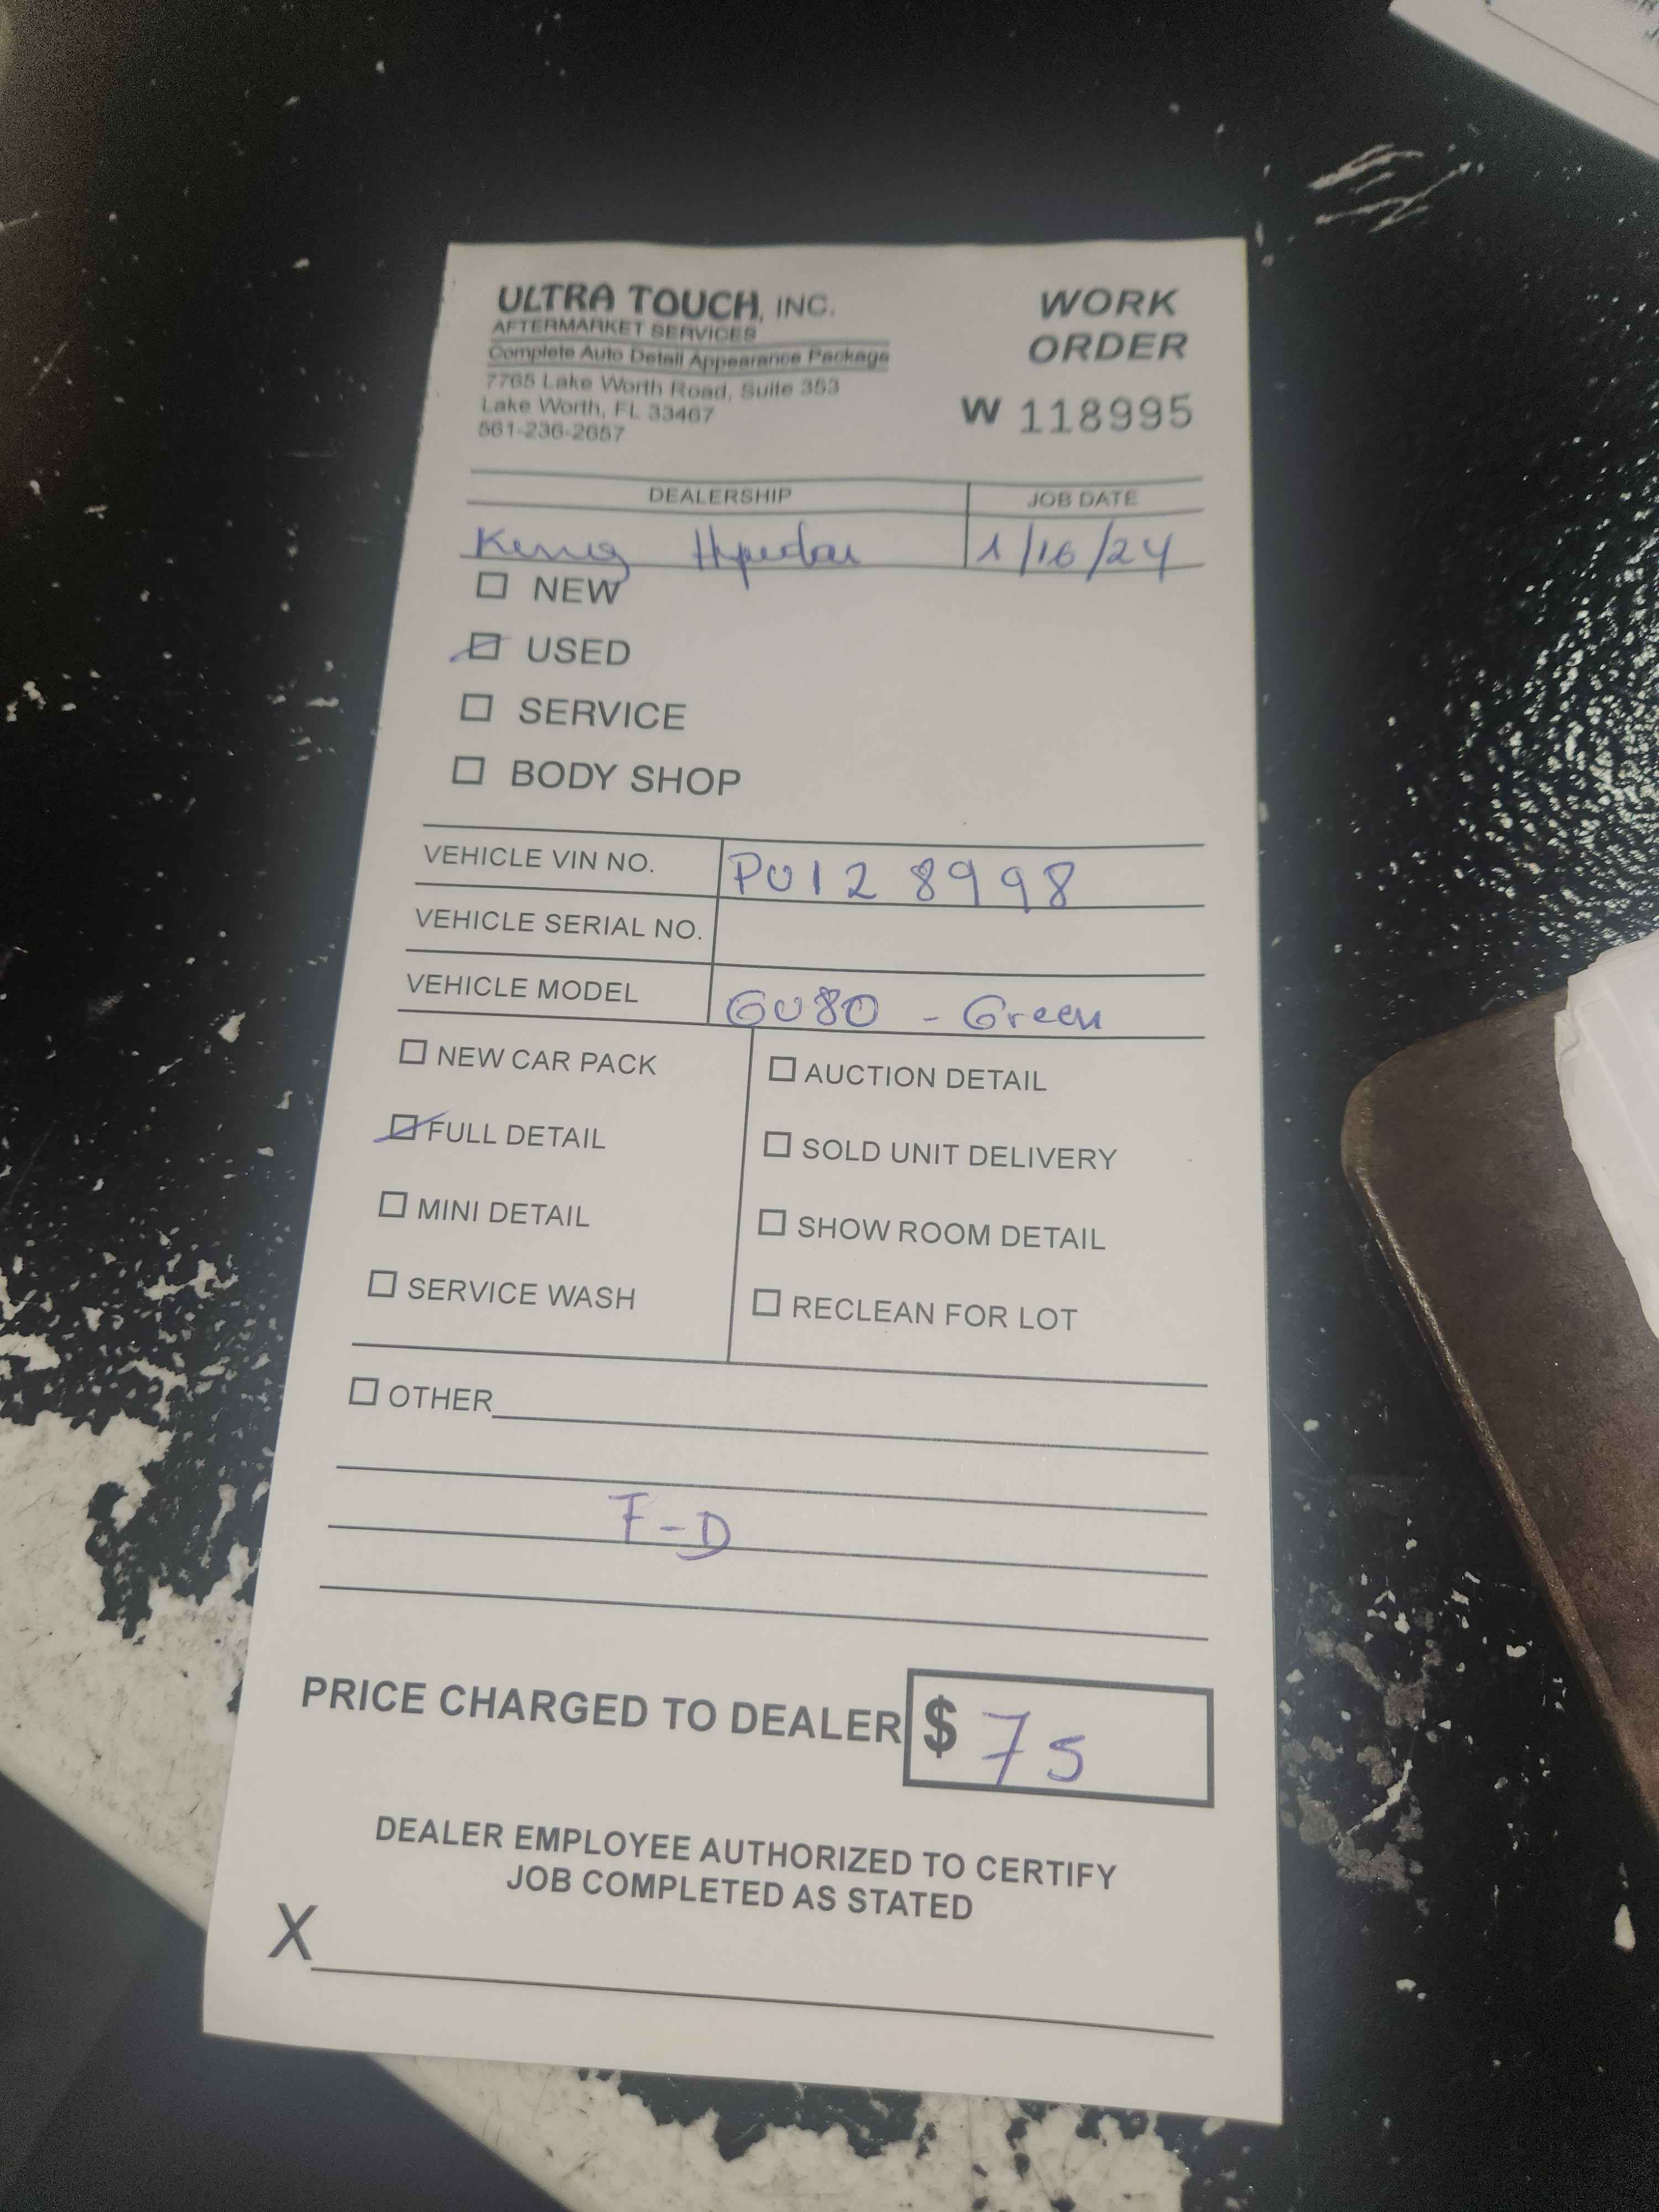 ULTRA TOUCH, INC.
AFTERMARKET SERVICES
Complete Auto Detail Appearance Package
7765 Lake Worth Road, Suite 353
Lake Worth, FL 33467
561-236-2657
WORK
ORDER
W 118995
DEALERSHIP JOB DATE
1/16/24
NEW
USED
SERVICE
BODY SHOP
VEHICLE VIN NO. PU128998
VEHICLE SERIAL NO.
VEHICLE MODEL GU80 - Green
NEW CAR PACK
FULL DETAIL
MINI DETAIL
SERVICE WASH
AUCTION DETAIL
SOLD UNIT DELIVERY
SHOW ROOM DETAIL
RECLEAN FOR LOT
OTHER
F-D
PRICE CHARGED TO DEALER $ 75
DEALER EMPLOYEE AUTHORIZED TO CERTIFY
JOB COMPLETED AS STATED
X